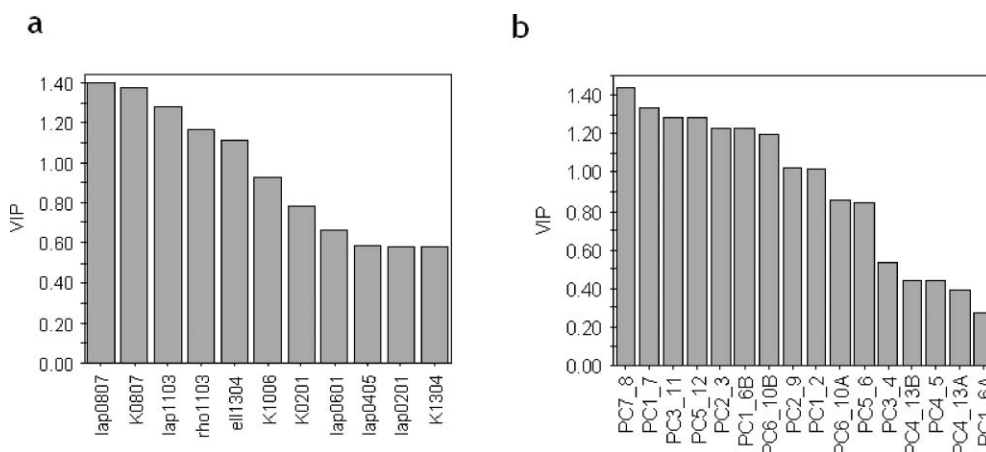 a
1.40
1.20
1.00
0.80
0.60
0.40
0.20
0.00
VIP
lap0807
K0807
lap1103
rho1103
ell1304
K1006
K0201
lap0601
lap0405
lap0201
K1304
b
1.40
1.20
1.00
0.80
0.60
0.40
0.20
0.00
VIP
PC7_8
PC1_7
PC3_11
PC5_12
PC2_3
PC1_6B
PC6_10B
PC2_9
PC1_2
PC6_10A
PC5_6
PC3_4
PC4_13B
PC4_5
PC4_13A
PC1_6A